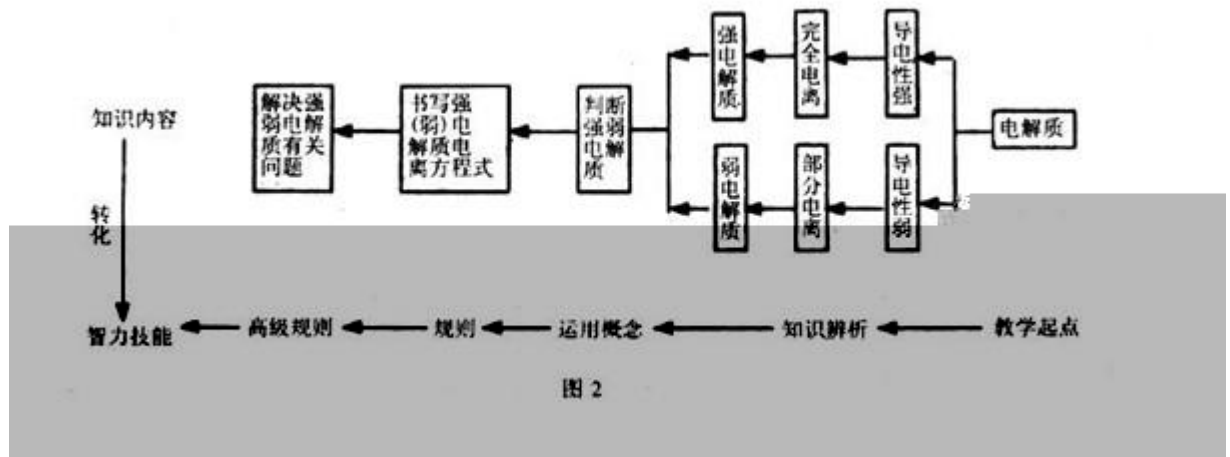 知识内容
转化
智力技能
解决强
弱电解
质有关
问题
书写强
(弱)电
解质电
离方程式
判断
强弱
电解
质
强电解质
完全电离
导电性强
弱电解质
部分电离
导电性弱
电解质
高级规则
规则
运用概念
知识辨析
教学起点
图 2